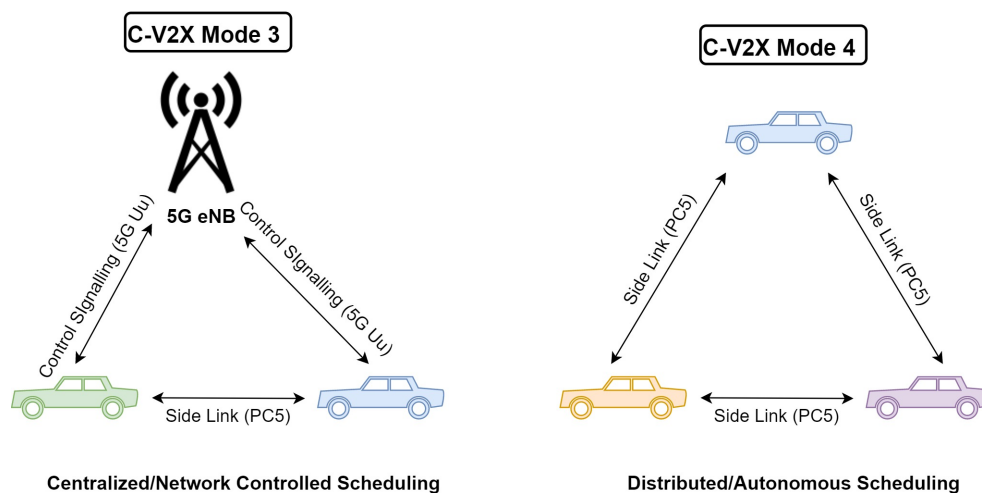 C-V2X Mode 3
5G eNB
Control SIgnalling (5G Uu)
Control SIgnalling (5G Uu)
Side Link (PC5)
Centralized/Network Controlled Scheduling
C-V2X Mode 4
Side Link (PC5)
Side Link (PC5)
Side Link (PC5)
Distributed/Autonomous Scheduling